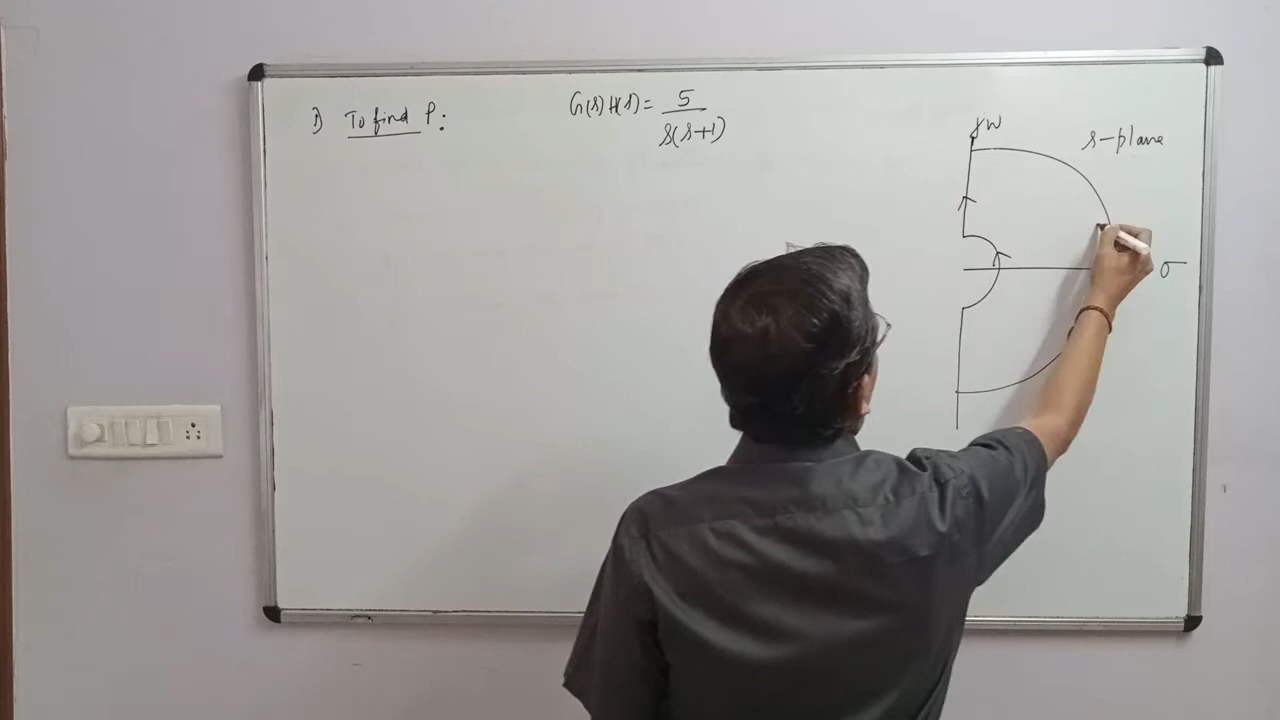 1) To find P:
G(s)H(s) = 5 / s(s+1)
jω
s-plane
σ